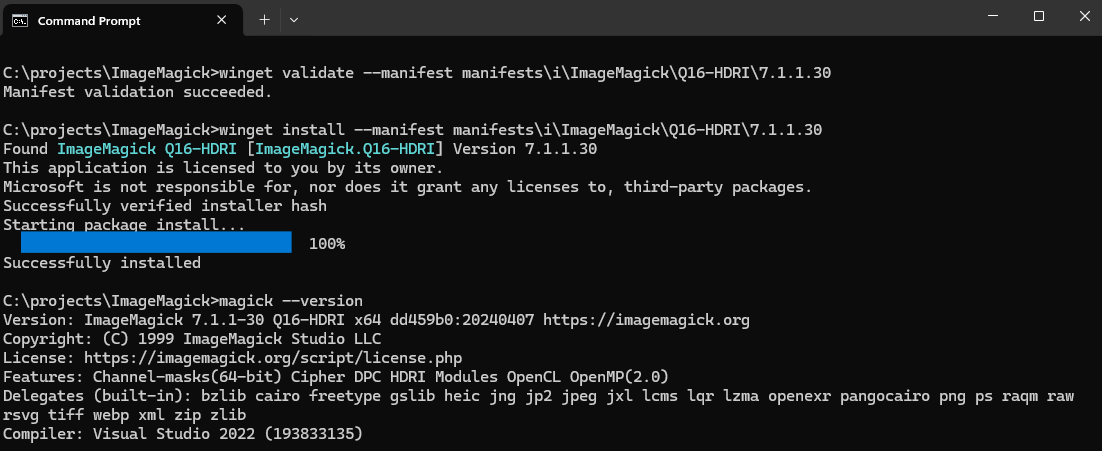 Command Prompt
C:\projects\ImageMagick>winget validate --manifest manifests\i\ImageMagick\Q16-HDRI\7.1.1.30
Manifest validation succeeded.
C:\projects\ImageMagick>winget install --manifest manifests\i\ImageMagick\Q16-HDRI\7.1.1.30
Found ImageMagick Q16-HDRI [ImageMagick.Q16-HDRI] Version 7.1.1.30
This application is licensed to you by its owner.
Microsoft is not responsible for, nor does it grant any licenses to, third-party packages.
Successfully verified installer hash
Starting package install...
100%
Successfully installed
C:\projects\ImageMagick>magick --version
Version: ImageMagick 7.1.1-30 Q16-HDRI x64 dd459b0:20240407 https://imagemagick.org
Copyright: (C) 1999 ImageMagick Studio LLC
License: https://imagemagick.org/script/license.php
Features: Channel-masks(64-bit) Cipher DPC HDRI Modules OpenCL OpenMP(2.0)
Delegates (built-in): bzlib cairo freetype gslib heic jng jp2 jpeg jxl lcms lqr lzma openexr pangocairo png ps raqm raw
rsvg tiff webp xml zip zlib
Compiler: Visual Studio 2022 (193833135)